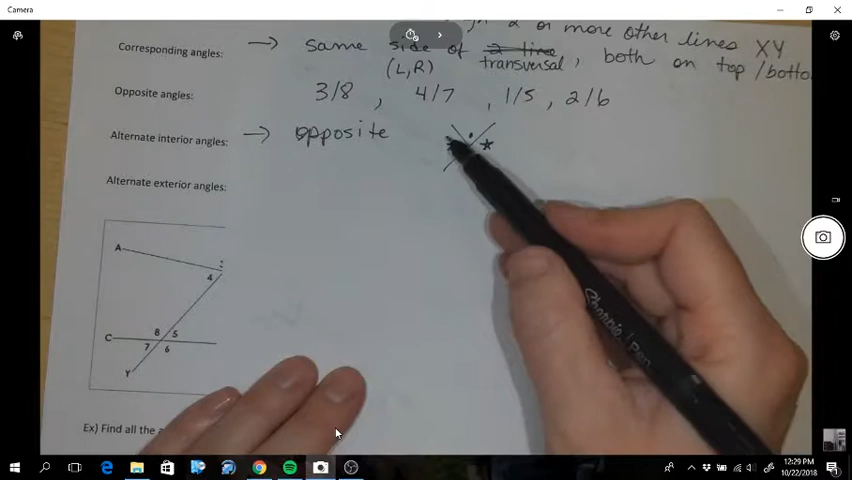 Camera
or more other lines XY
Corresponding angles: → same side of a line transversal, both on top /botto
(L,R)
Opposite angles: 3/8 , 4/7 , 1/5 , 2/6
Alternate interior angles: → opposite
Alternate exterior angles:
A
4
8 5
C
7 6
Y
Ex) Find all the a
Sharpie Pen
12:29 PM
10/22/2018